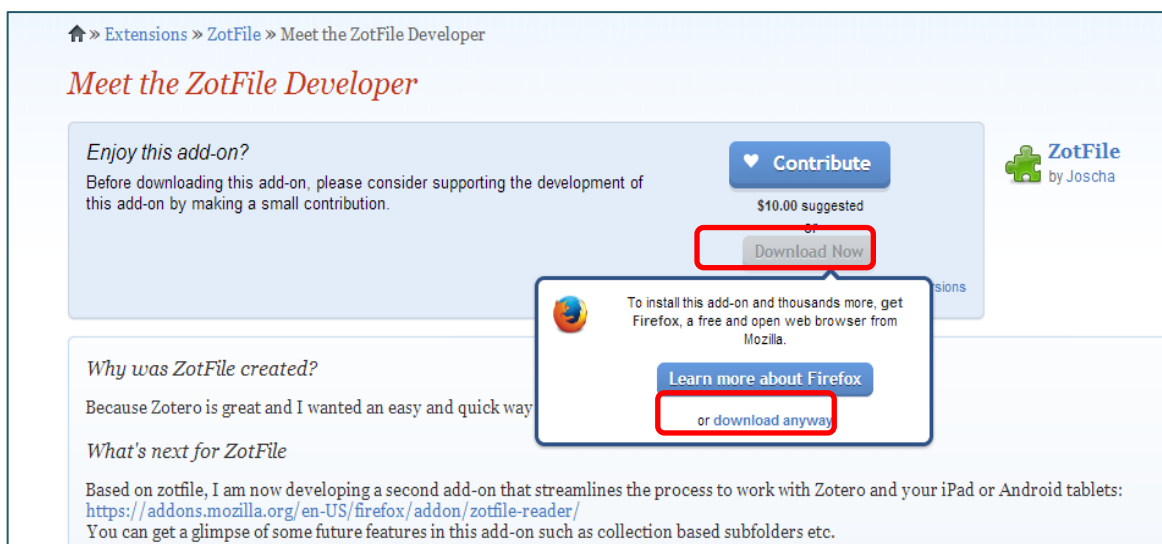 » Extensions » ZotFile » Meet the ZotFile Developer
Meet the ZotFile Developer
Enjoy this add-on?
Before downloading this add-on, please consider supporting the development of
this add-on by making a small contribution.
Contribute
$10.00 suggested
or
Download Now
sions
ZotFile
by Joscha
To install this add-on and thousands more, get
Firefox, a free and open web browser from
Mozilla.
Learn more about Firefox
or download anyway
Why was ZotFile created?
Because Zotero is great and I wanted an easy and quick way
What's next for ZotFile
Based on zotfile, I am now developing a second add-on that streamlines the process to work with Zotero and your iPad or Android tablets:
https://addons.mozilla.org/en-US/firefox/addon/zotfile-reader/
You can get a glimpse of some future features in this add-on such as collection based subfolders etc.